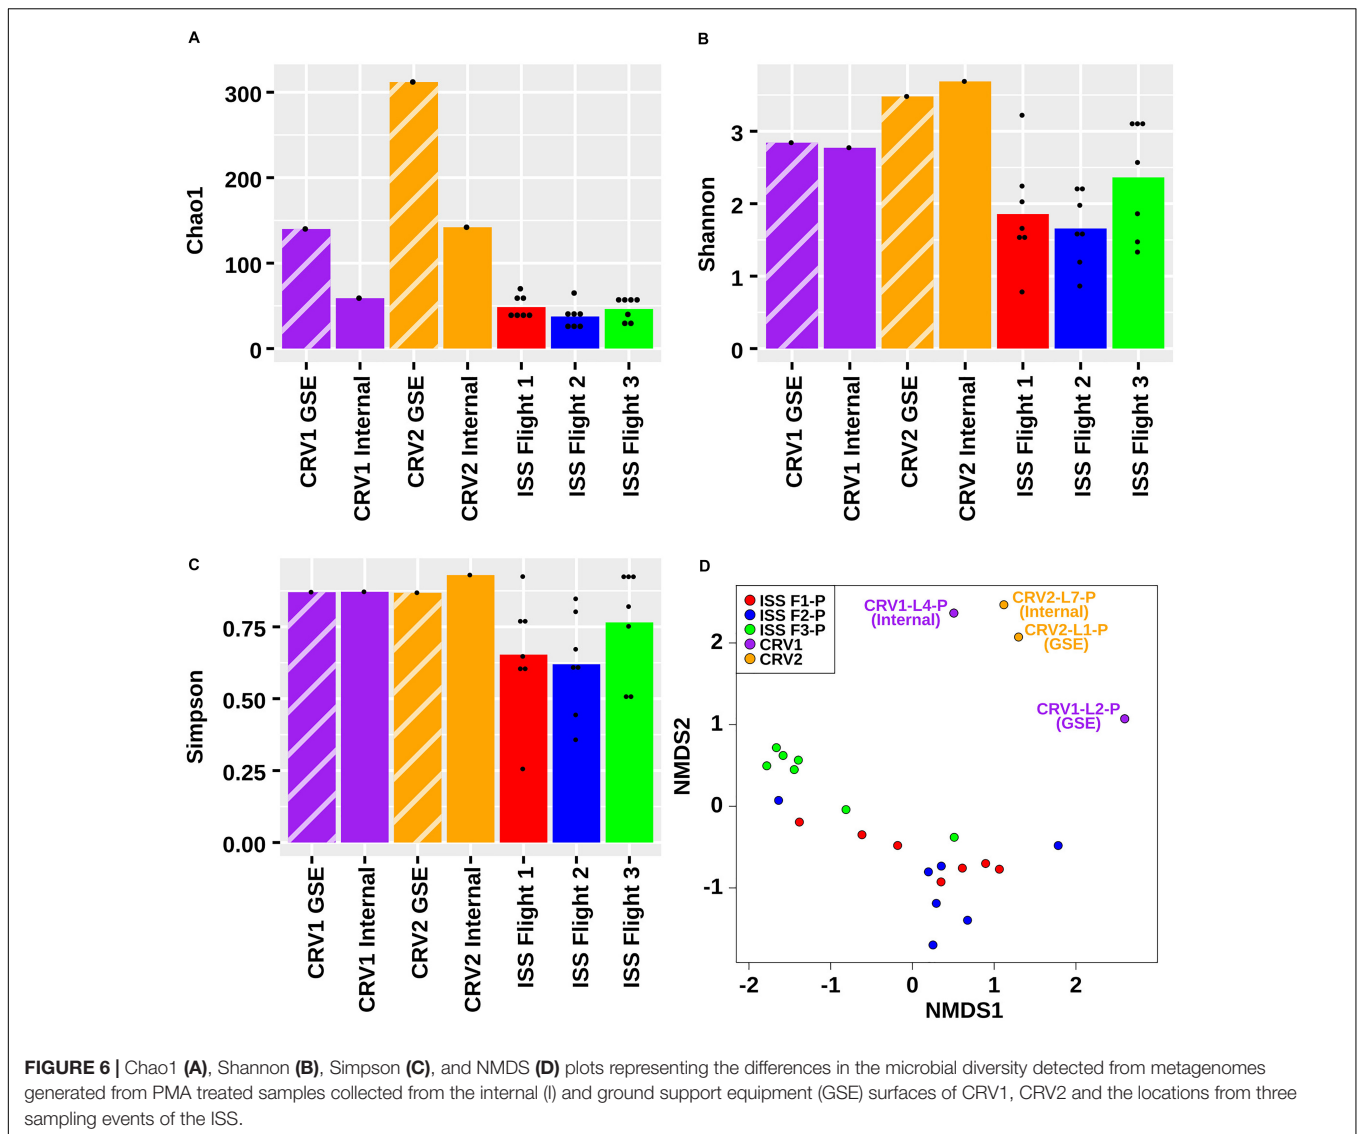 A
Chao1
300
200
100
0
CRV1 GSE
CRV1 Internal
CRV2 GSE
CRV2 Internal
ISS Flight 1
ISS Flight 2
ISS Flight 3
B
Shannon
3
2
1
0
CRV1 GSE
CRV1 Internal
CRV2 GSE
CRV2 Internal
ISS Flight 1
ISS Flight 2
ISS Flight 3
C
Simpson
0.75
0.50
0.25
0.00
CRV1 GSE
CRV1 Internal
CRV2 GSE
CRV2 Internal
ISS Flight 1
ISS Flight 2
ISS Flight 3
D
ISS F1-P
ISS F2-P
ISS F3-P
CRV1
CRV2
CRV1-L4-P
(Internal)
CRV2-L7-P
(Internal)
CRV2-L1-P
(GSE)
CRV1-L2-P
(GSE)
NMDS2
2
1
0
-1
-2 -1 0 1 2
NMDS1
FIGURE 6 | Chao1 (A), Shannon (B), Simpson (C), and NMDS (D) plots representing the differences in the microbial diversity detected from metagenomes
generated from PMA treated samples collected from the internal (I) and ground support equipment (GSE) surfaces of CRV1, CRV2 and the locations from three
sampling events of the ISS.